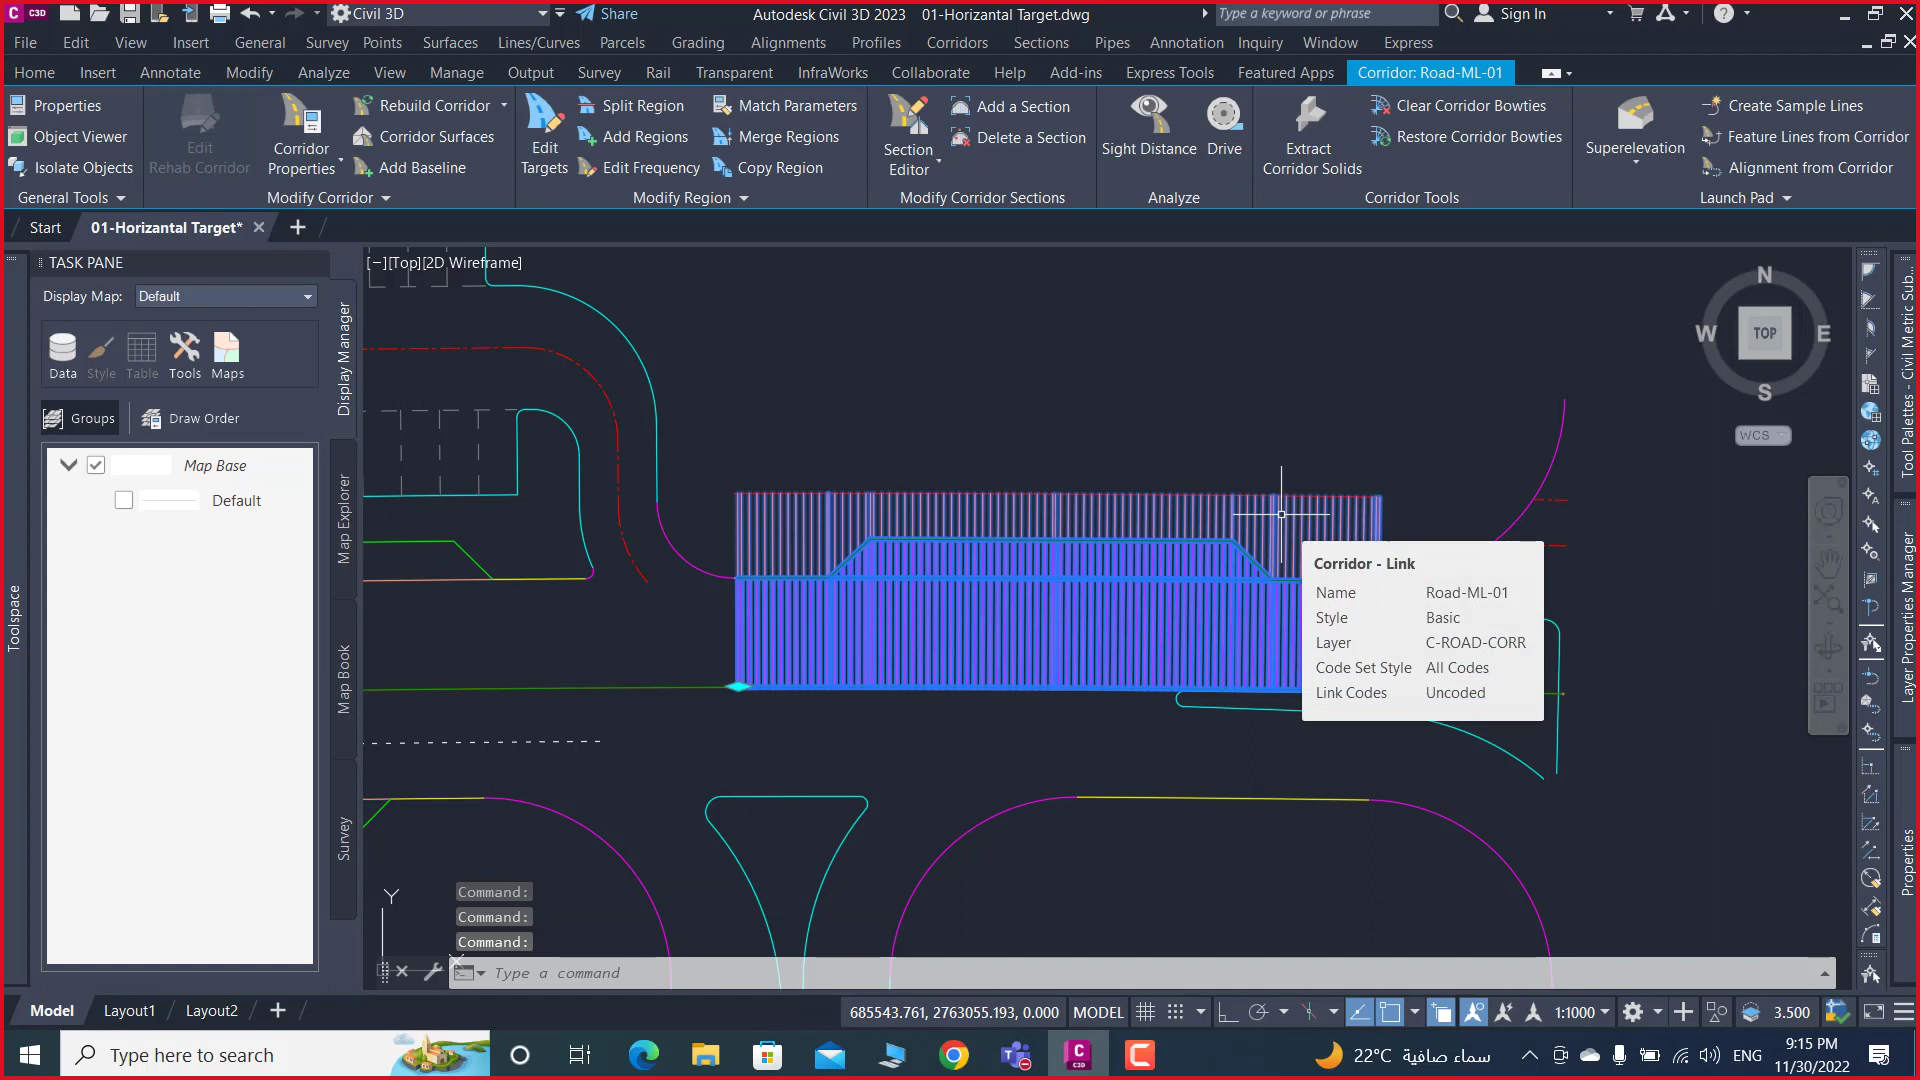 C C3D Civil 3D Share Autodesk Civil 3D 2023 01-Horizantal Target.dwg Type a keyword or phrase Sign In
File Edit View Insert General Survey Points Surfaces Lines/Curves Parcels Grading Alignments Profiles Corridors Sections Pipes Annotation Inquiry Window Express
Home Insert Annotate Modify Analyze View Manage Output Survey Rail Transparent InfraWorks Collaborate Help Add-ins Express Tools Featured Apps Corridor: Road-ML-01
Properties
Object Viewer
Isolate Objects
General Tools
Edit
Rehab Corridor
Corridor
Properties
Rebuild Corridor
Corridor Surfaces
Add Baseline
Modify Corridor
Edit
Targets
Split Region
Add Regions
Edit Frequency
Match Parameters
Merge Regions
Copy Region
Modify Region
Section
Editor
Add a Section
Delete a Section
Modify Corridor Sections
Sight Distance
Drive
Analyze
Extract
Corridor Solids
Clear Corridor Bowties
Restore Corridor Bowties
Corridor Tools
Superelevation
Create Sample Lines
Feature Lines from Corridor
Alignment from Corridor
Launch Pad
Start 01-Horizantal Target*
TASK PANE
Display Map: Default
Data Style Table Tools Maps
Groups Draw Order
Map Base
Default
Toolspace
Display Manager
Map Explorer
Map Book
Survey
[−][Top][2D Wireframe]
N
W TOP E
S
WCS
Corridor - Link
Name Road-ML-01
Style Basic
Layer C-ROAD-CORR
Code Set Style All Codes
Link Codes Uncoded
Y
Command:
Command:
Command:
Type a command
Tool Palettes - Civil Metric Sub...
Layer Properties Manager
Properties
Model Layout1 Layout2
685543.761, 2763055.193, 0.000 MODEL 1:1000 3.500
Type here to search
22°C سماء صافية
ENG
9:15 PM
11/30/2022